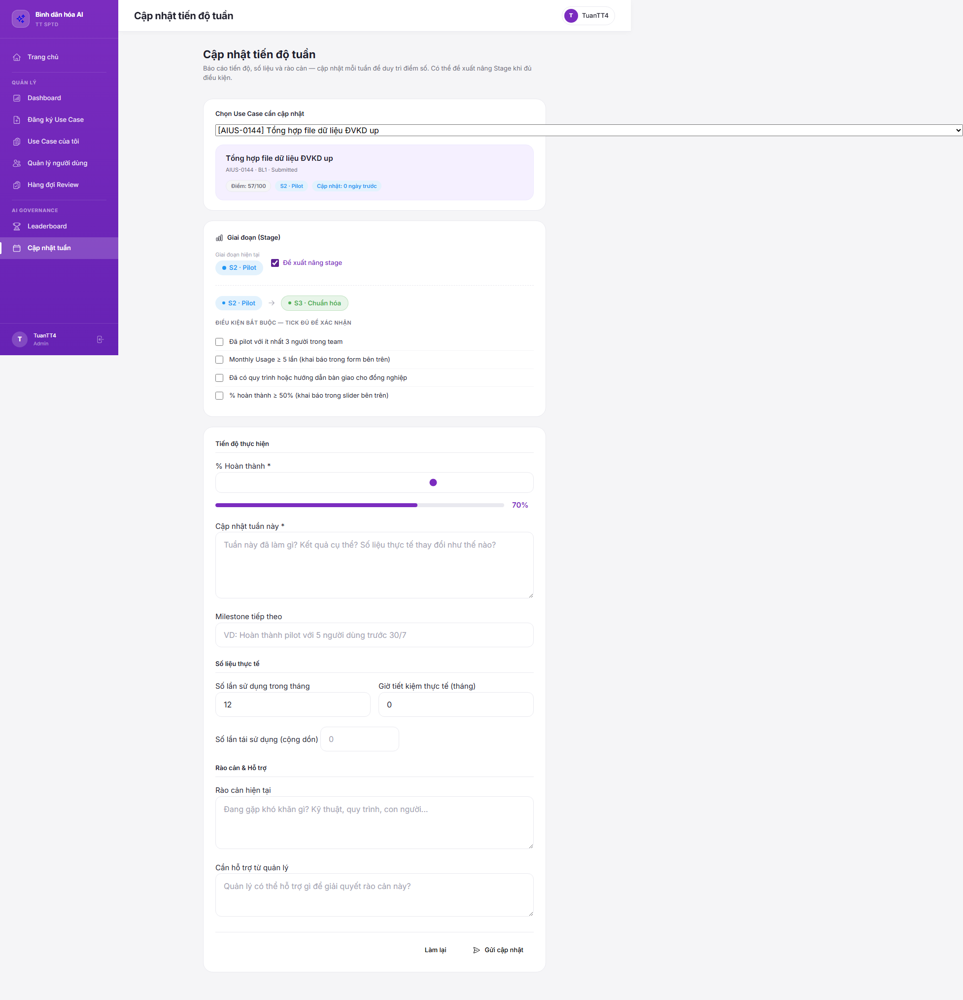 Bình dân hóa AI
TT SPTD
Trang chủ
QUẢN LÝ
Dashboard
Đăng ký Use Case
Use Case của tôi
Quản lý người dùng
Hàng đợi Review
AI GOVERNANCE
Leaderboard
Cập nhật tuần
T
TuanTT4
Admin
Cập nhật tiến độ tuần
T TuanTT4
Cập nhật tiến độ tuần
Báo cáo tiến độ, số liệu và rào cản — cập nhật mỗi tuần để duy trì điểm số. Có thể đề xuất nâng Stage khi đủ
điều kiện.
Chọn Use Case cần cập nhật
[AIUS-0144] Tổng hợp file dữ liệu ĐVKD up
Tổng hợp file dữ liệu ĐVKD up
AIUS-0144 · BL1 · Submitted
Điểm: 57/100 S2 · Pilot Cập nhật: 0 ngày trước
Giai đoạn (Stage)
Giai đoạn hiện tại
S2 · Pilot Đề xuất nâng stage
S2 · Pilot → S3 · Chuẩn hóa
ĐIỀU KIỆN BẮT BUỘC — TICK ĐỦ ĐỂ XÁC NHẬN
Đã pilot với ít nhất 3 người trong team
Monthly Usage ≥ 5 lần (khai báo trong form bên trên)
Đã có quy trình hoặc hướng dẫn bàn giao cho đồng nghiệp
% hoàn thành ≥ 50% (khai báo trong slider bên trên)
Tiến độ thực hiện
% Hoàn thành *
70%
Cập nhật tuần này *
Tuần này đã làm gì? Kết quả cụ thể? Số liệu thực tế thay đổi như thế nào?
Milestone tiếp theo
VD: Hoàn thành pilot với 5 người dùng trước 30/7
Số liệu thực tế
Số lần sử dụng trong tháng Giờ tiết kiệm thực tế (tháng)
12 0
Số lần tái sử dụng (cộng dồn) 0
Rào cản & Hỗ trợ
Rào cản hiện tại
Đang gặp khó khăn gì? Kỹ thuật, quy trình, con người...
Cần hỗ trợ từ quản lý
Quản lý có thể hỗ trợ gì để giải quyết rào cản này?
Làm lại Gửi cập nhật